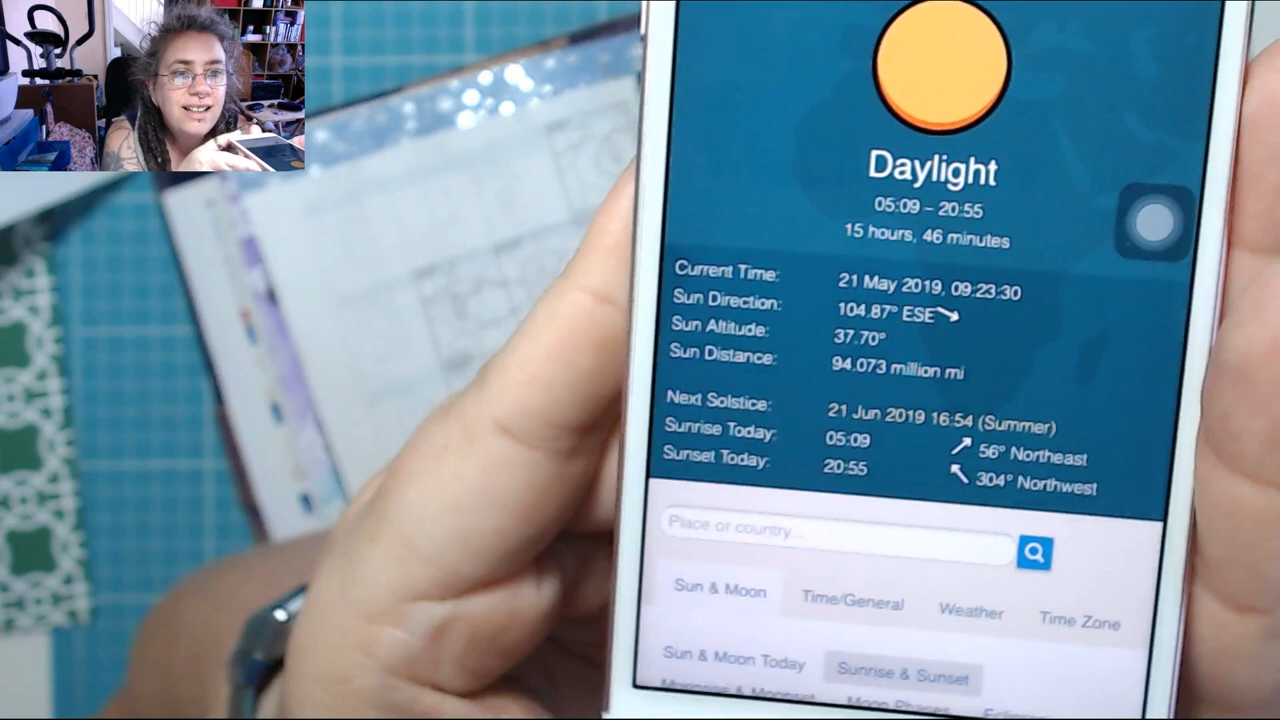 Daylight
05:09 – 20:55
15 hours, 46 minutes
Current Time: 21 May 2019, 09:23:30
Sun Direction: 104.87° ESE
Sun Altitude: 37.70°
Sun Distance: 94.073 million mi
Next Solstice: 21 Jun 2019 16:54 (Summer)
Sunrise Today: 05:09 56° Northeast
Sunset Today: 20:55 304° Northwest
Place or country...
Sun & Moon Time/General Weather Time Zone
Sun & Moon Today Sunrise & Sunset
Moonrise & Moonset Moon Phases